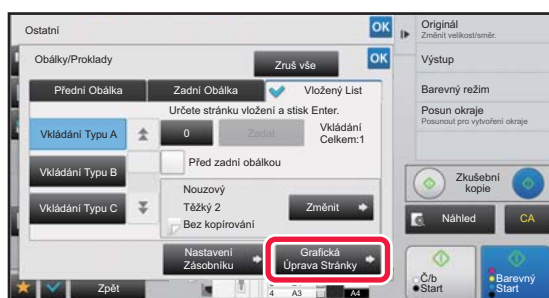 Ostatní
OK
Obálky/Proklady
Zruš vše
OK
Přední Obálka
Zadní Obálka
Vložený List
Určete stránku vložení a stisk Enter.
Vkládání Typu A
0
Zadat
Vkládání
Celkem:1
Vkládání Typu B
Před zadní obálkou
Vkládání Typu C
Nouzový
Těžký 2
Bez kopírování
Změnit
Nastavení
Zásobníku
Grafická
Úprava Stránky
Zpět
4
A3
A4
Originál
Změnit velikost/směr.
Výstup
Barevný režim
Posun okraje
Posunout pro vytvoření okraje
Zkušební
kopie
Náhled
CA
Č/b
Start
Barevný
Start